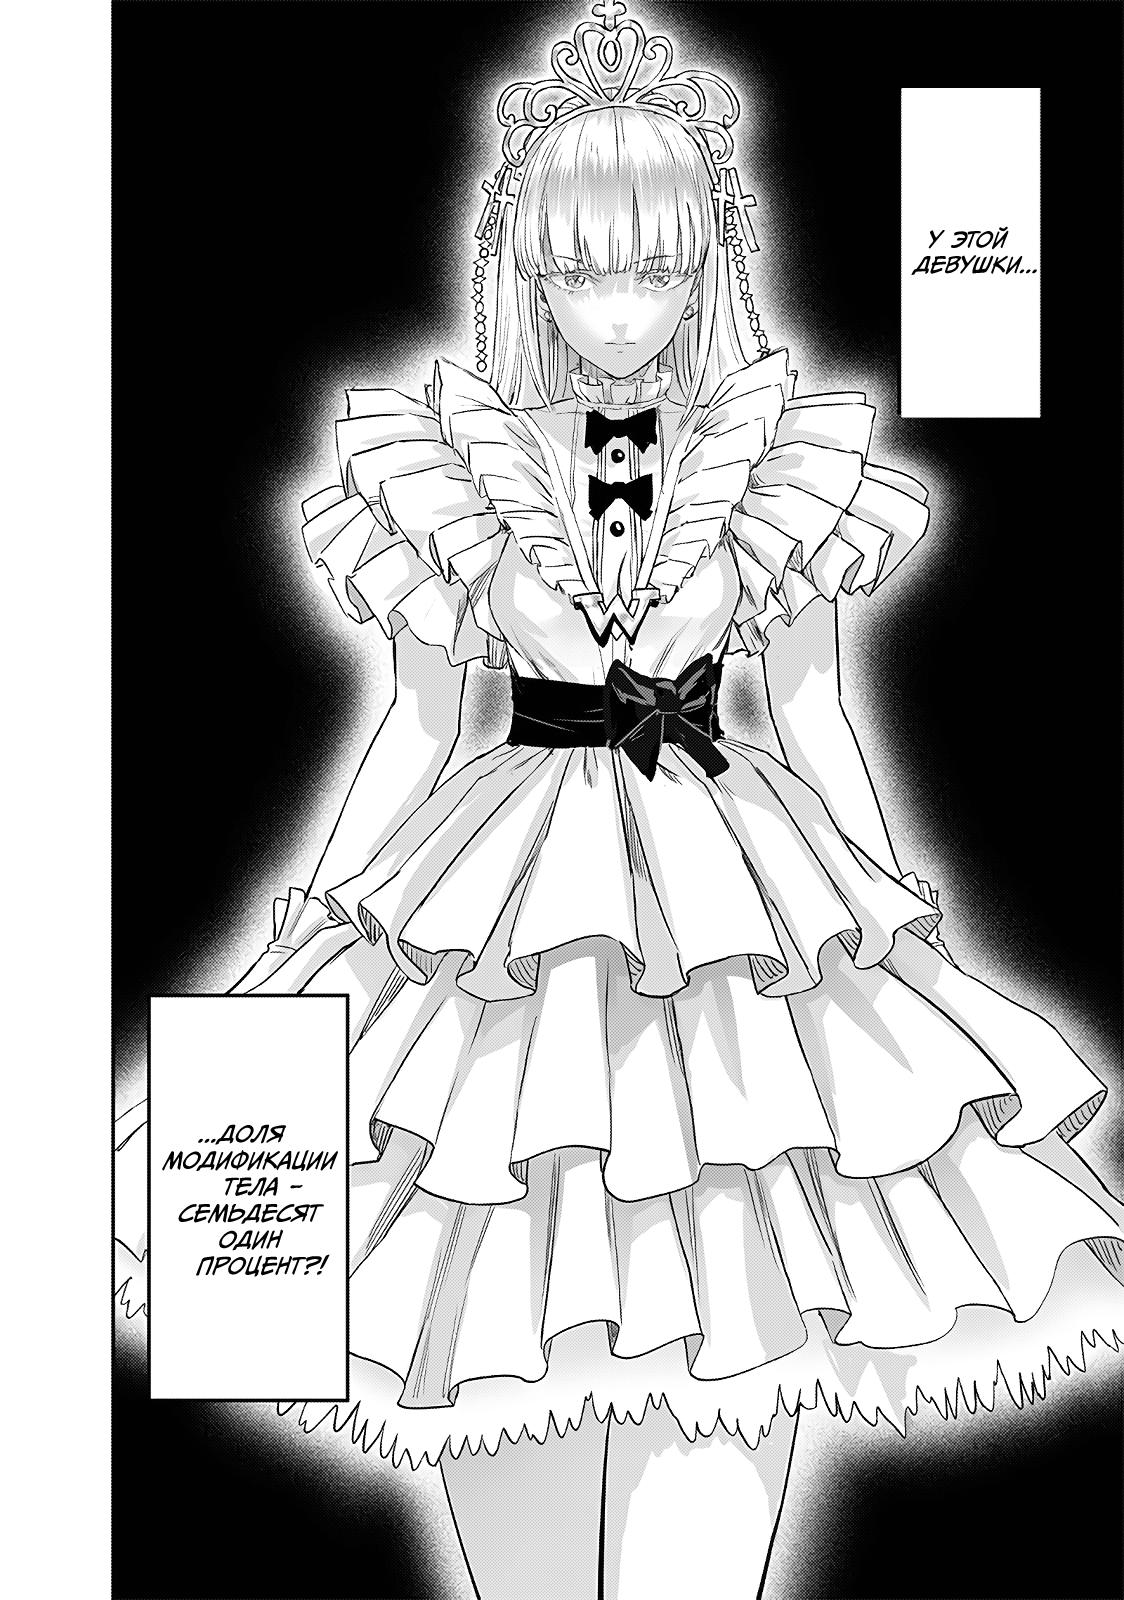 У ЭТОЙ
ДЕВУШКИ...
...ДОЛЯ
МОДИФИКАЦИИ
ТЕЛА –
СЕМЬДЕСЯТ
ОДИН
ПРОЦЕНТ?!